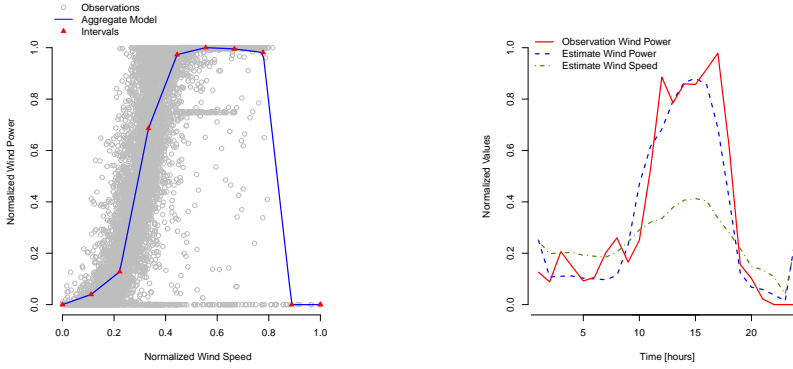 Observations
Aggregate Model
Intervals
Normalized Wind Power
0.0
0.2
0.4
0.6
0.8
1.0
0.0 0.2 0.4 0.6 0.8 1.0
Normalized Wind Speed
Observation Wind Power
Estimate Wind Power
Estimate Wind Speed
Normalized Values
0.0
0.2
0.4
0.6
0.8
1.0
5 10 15 20
Time [hours]